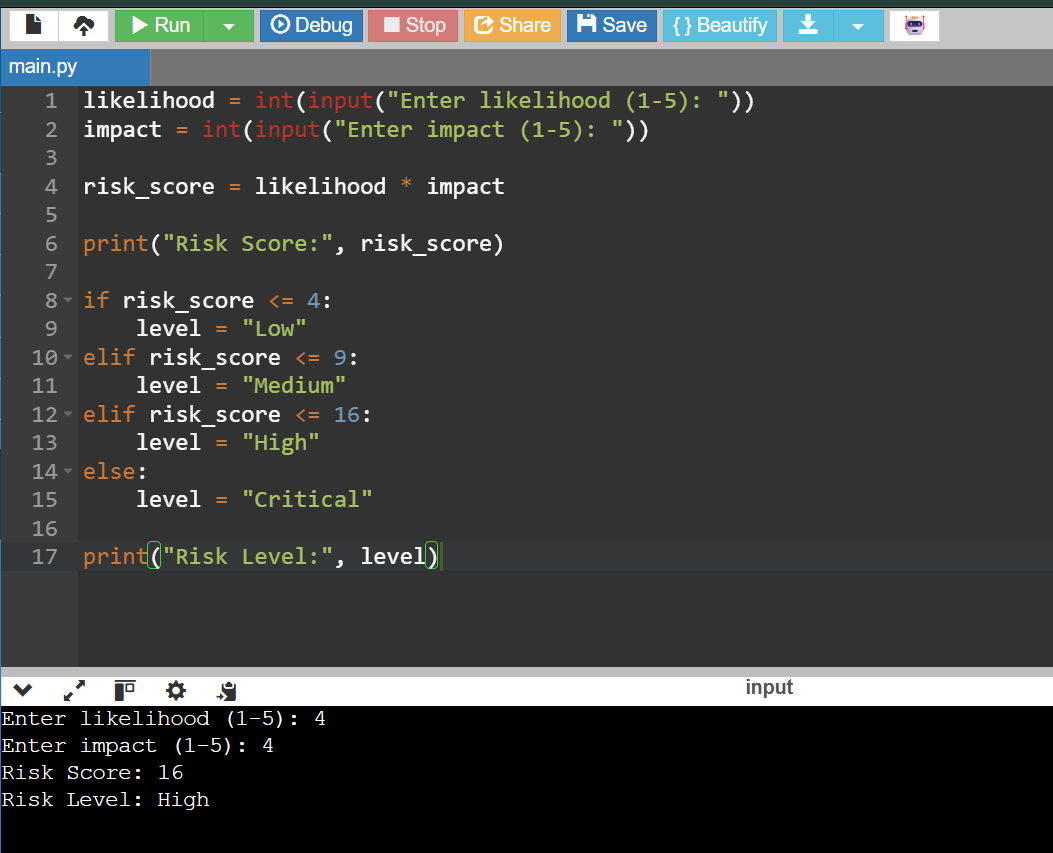 Run Debug Stop Share Save { } Beautify
main.py
1 likelihood = int(input("Enter likelihood (1-5): "))
2 impact = int(input("Enter impact (1-5): "))
3
4 risk_score = likelihood * impact
5
6 print("Risk Score:", risk_score)
7
8 if risk_score <= 4:
9     level = "Low"
10 elif risk_score <= 9:
11     level = "Medium"
12 elif risk_score <= 16:
13     level = "High"
14 else:
15     level = "Critical"
16
17 print("Risk Level:", level)
input
Enter likelihood (1-5): 4
Enter impact (1-5): 4
Risk Score: 16
Risk Level: High